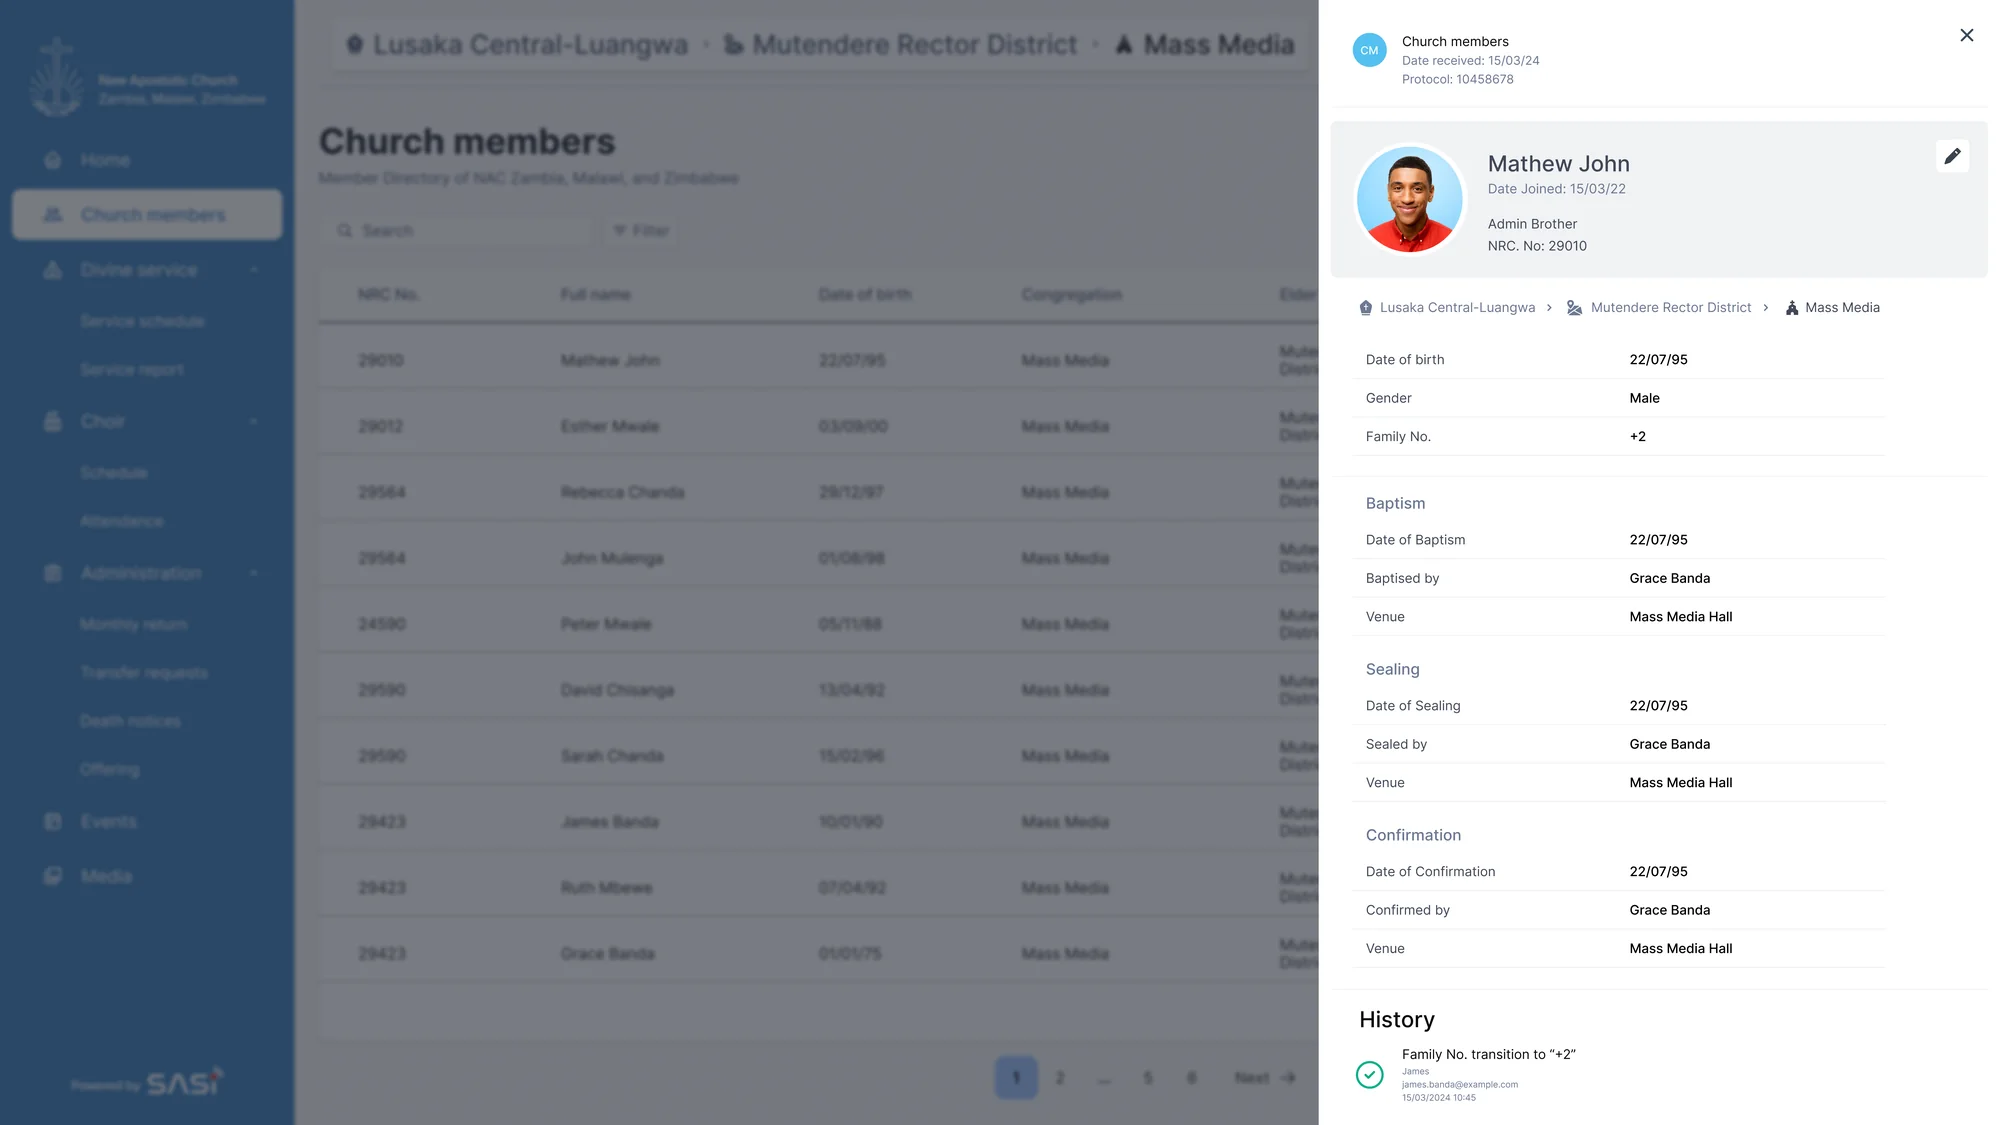 New Apostolic Church
Zambia, Malawi, Zimbabwe
Home
Church members
Divine service
Service schedule
Service report
Choir
Schedule
Attendance
Administration
Monthly return
Transfer requests
Death notices
Offering
Events
Media
Powered by SASi
Lusaka Central-Luangwa · Mutendere Rector District · Mass Media
Church members
Member Directory of NAC Zambia, Malawi, and Zimbabwe
Search Filter
NRC No. Full name Date of birth Congregation Elder
29010 Mathew John 22/07/95 Mass Media
29012 Esther Mwale 03/09/00 Mass Media
29564 Rebecca Chanda 29/12/97 Mass Media
29564 John Mulenga 01/08/98 Mass Media
24590 Peter Mwale 05/11/88 Mass Media
29590 David Chisanga 13/04/92 Mass Media
29590 Sarah Chanda 15/02/96 Mass Media
29423 James Banda 10/01/90 Mass Media
29423 Ruth Mbewe 07/04/92 Mass Media
29423 Grace Banda 01/01/75 Mass Media
1 2 ... 5 6 Next →
CM
Church members
Date received: 15/03/24
Protocol: 10458678
Mathew John
Date Joined: 15/03/22
Admin Brother
NRC. No: 29010
Lusaka Central-Luangwa > Mutendere Rector District > Mass Media
Date of birth 22/07/95
Gender Male
Family No. +2
Baptism
Date of Baptism 22/07/95
Baptised by Grace Banda
Venue Mass Media Hall
Sealing
Date of Sealing 22/07/95
Sealed by Grace Banda
Venue Mass Media Hall
Confirmation
Date of Confirmation 22/07/95
Confirmed by Grace Banda
Venue Mass Media Hall
History
Family No. transition to “+2”
James
james.banda@example.com
15/03/2024 10:45